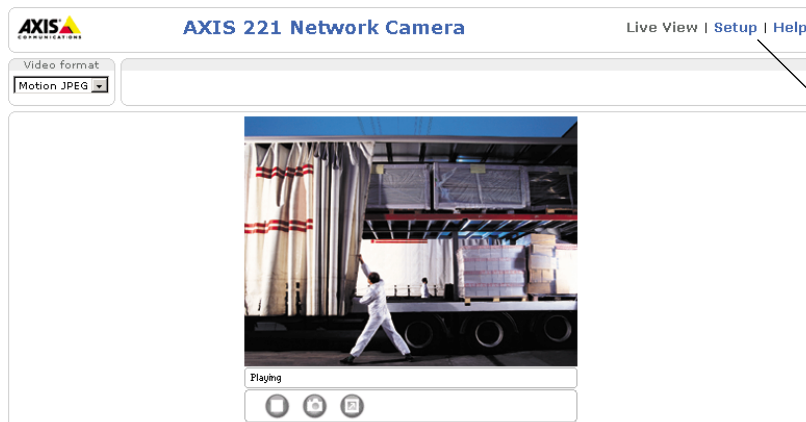 AXIS
COMMUNICATIONS
AXIS 221 Network Camera
Live View | Setup | Help
Video format
Motion JPEG
Playing